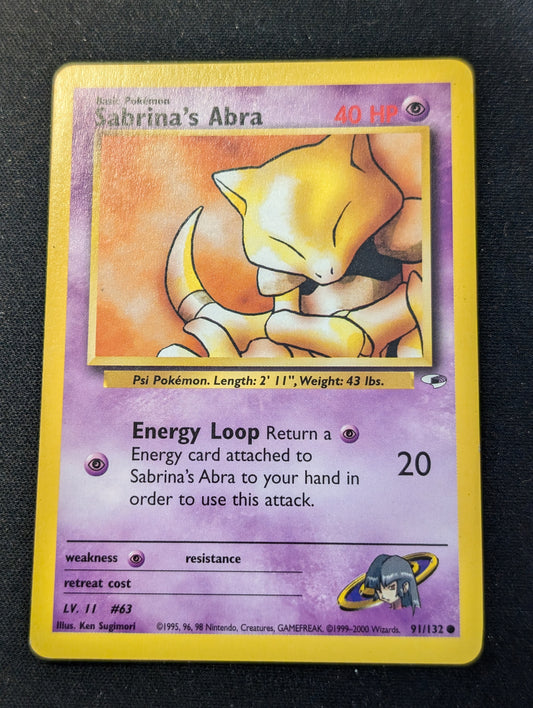 Basic Pokémon
Sabrina's Abra 40 HP
Psi Pokémon. Length: 2' 11", Weight: 43 lbs.
Energy Loop Return a
Energy card attached to
Sabrina's Abra to your hand in
order to use this attack.
20
weakness resistance
retreat cost
LV. 11 #63
Illus. Ken Sugimori ©1995, 96, 98 Nintendo, Creatures, GAMEFREAK. ©1999-2000 Wizards. 91/132